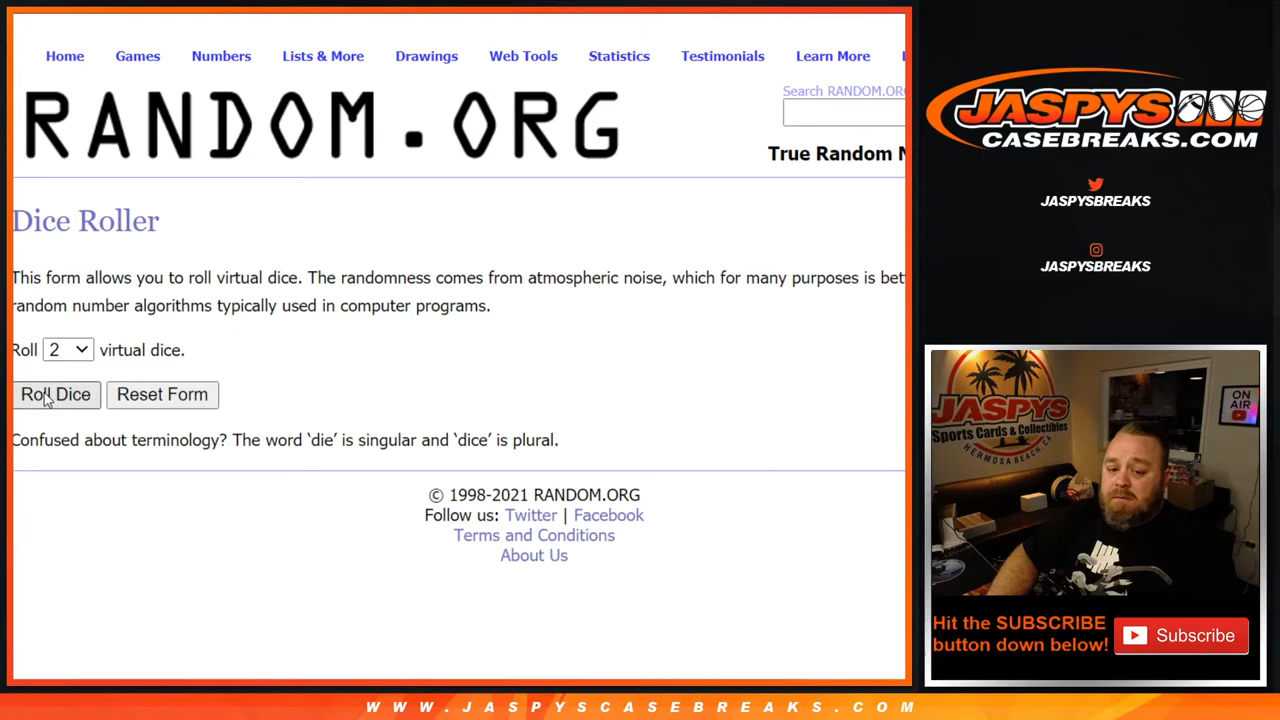 Home Games Numbers Lists & More Drawings Web Tools Statistics Testimonials Learn More
Search RANDOM.ORG
RANDOM.ORG
True Random N
Dice Roller
This form allows you to roll virtual dice. The randomness comes from atmospheric noise, which for many purposes is bet
random number algorithms typically used in computer programs.
Roll 2 virtual dice.
Roll Dice Reset Form
Confused about terminology? The word ‘die’ is singular and ‘dice’ is plural.
© 1998-2021 RANDOM.ORG
Follow us: Twitter | Facebook
Terms and Conditions
About Us
JASPYS
CASEBREAKS.COM
JASPYSBREAKS
JASPYSBREAKS
JASPYS
Sports Cards & Collectibles
HERMOSA BEACH, CA
ON
AIR
Hit the SUBSCRIBE
button down below!
Subscribe
WWW.JASPYSCASEBREAKS.COM